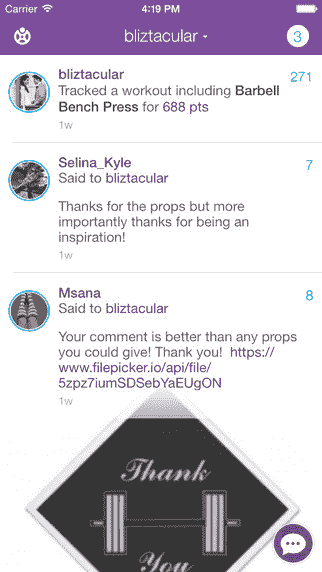 Carrier 4:19 PM
bliztacular 3
bliztacular 271
Tracked a workout including Barbell
Bench Press for 688 pts
1w
Selina_Kyle 7
Said to bliztacular
Thanks for the props but more
importantly thanks for being an
inspiration!
1w
Msana 8
Said to bliztacular
Your comment is better than any props
you could give! Thank you! https://
www.filepicker.io/api/file/
5zpz7iumSDSebYaEUgON
1w
Thank
You